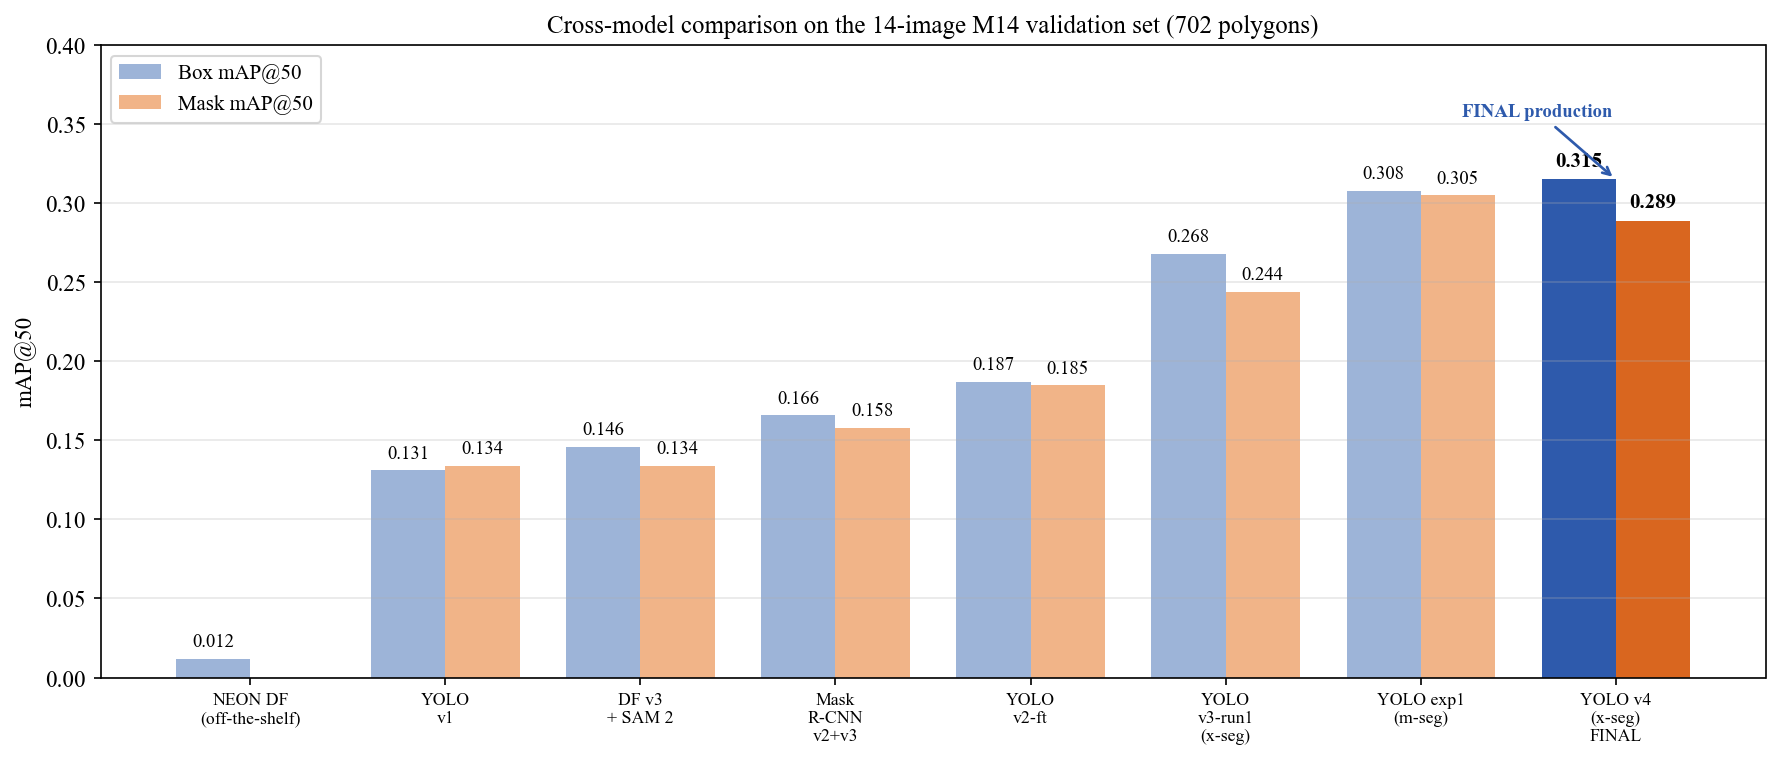 Cross-model comparison on the 14-image M14 validation set (702 polygons)
Box mAP@50
Mask mAP@50
FINAL production
mAP@50
0.40
0.35
0.30
0.25
0.20
0.15
0.10
0.05
0.00
0.012
0.131
0.134
0.146
0.134
0.166
0.158
0.187
0.185
0.268
0.244
0.308
0.305
0.315
0.289
NEON DF
(off-the-shelf)
YOLO
v1
DF v3
+ SAM 2
Mask
R-CNN
v2+v3
YOLO
v2-ft
YOLO
v3-run1
(x-seg)
YOLO exp1
(m-seg)
YOLO v4
(x-seg)
FINAL